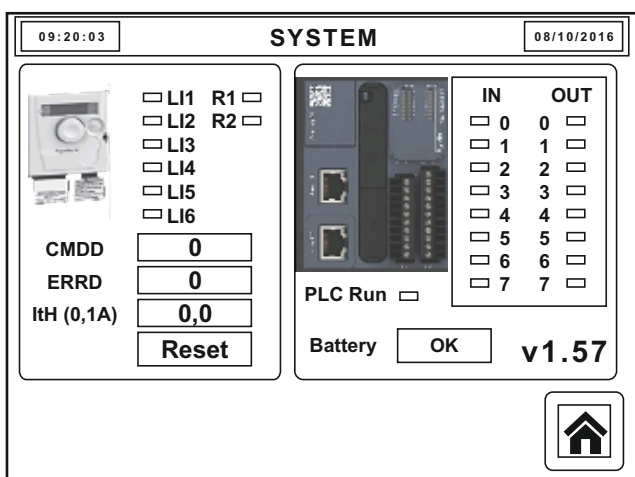 09:20:03 SYSTEM 08/10/2016
LI1 R1
LI2 R2
LI3
LI4
LI5
LI6
CMDD 0
ERRD 0
ItH (0,1A) 0,0
Reset
IN OUT
0 0
1 1
2 2
3 3
4 4
5 5
6 6
7 7
PLC Run
Battery OK v1.57